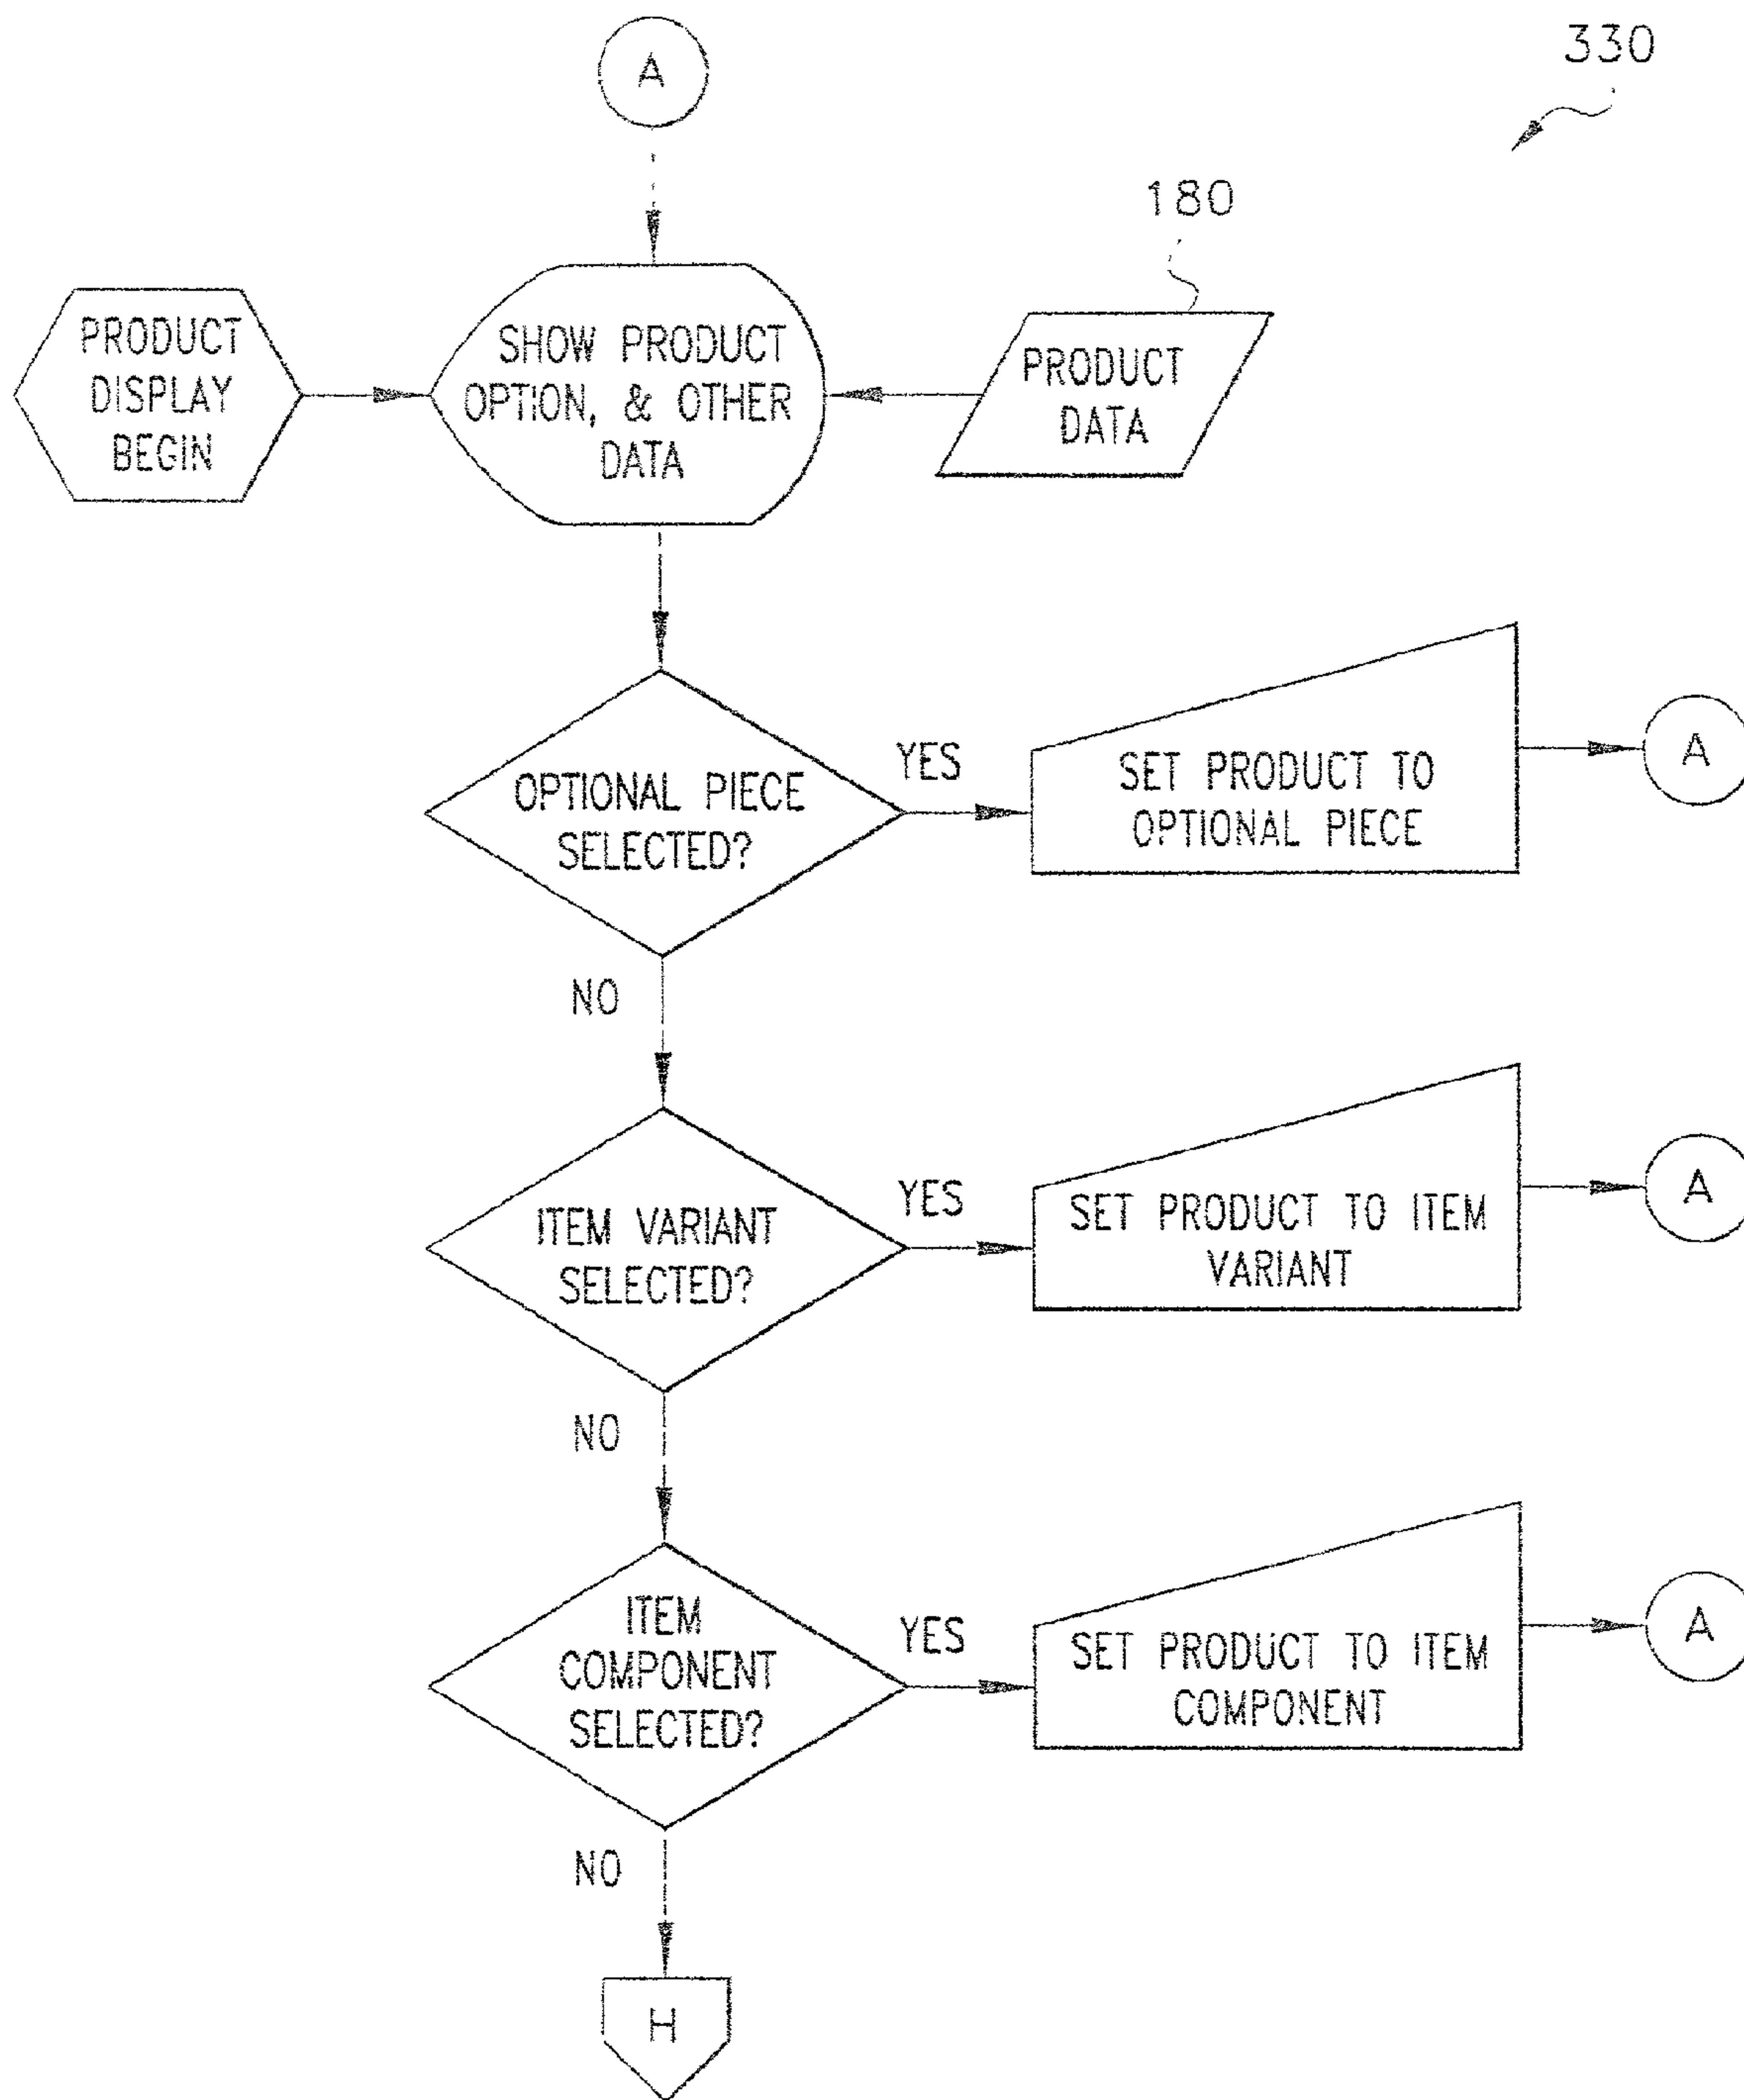 A
330
180
PRODUCT
DISPLAY
BEGIN
SHOW PRODUCT
OPTION, & OTHER
DATA
PRODUCT
DATA
OPTIONAL PIECE
SELECTED?
YES
SET PRODUCT TO
OPTIONAL PIECE
A
NO
ITEM VARIANT
SELECTED?
YES
SET PRODUCT TO ITEM
VARIANT
A
NO
ITEM
COMPONENT
SELECTED?
YES
SET PRODUCT TO ITEM
COMPONENT
A
NO
H